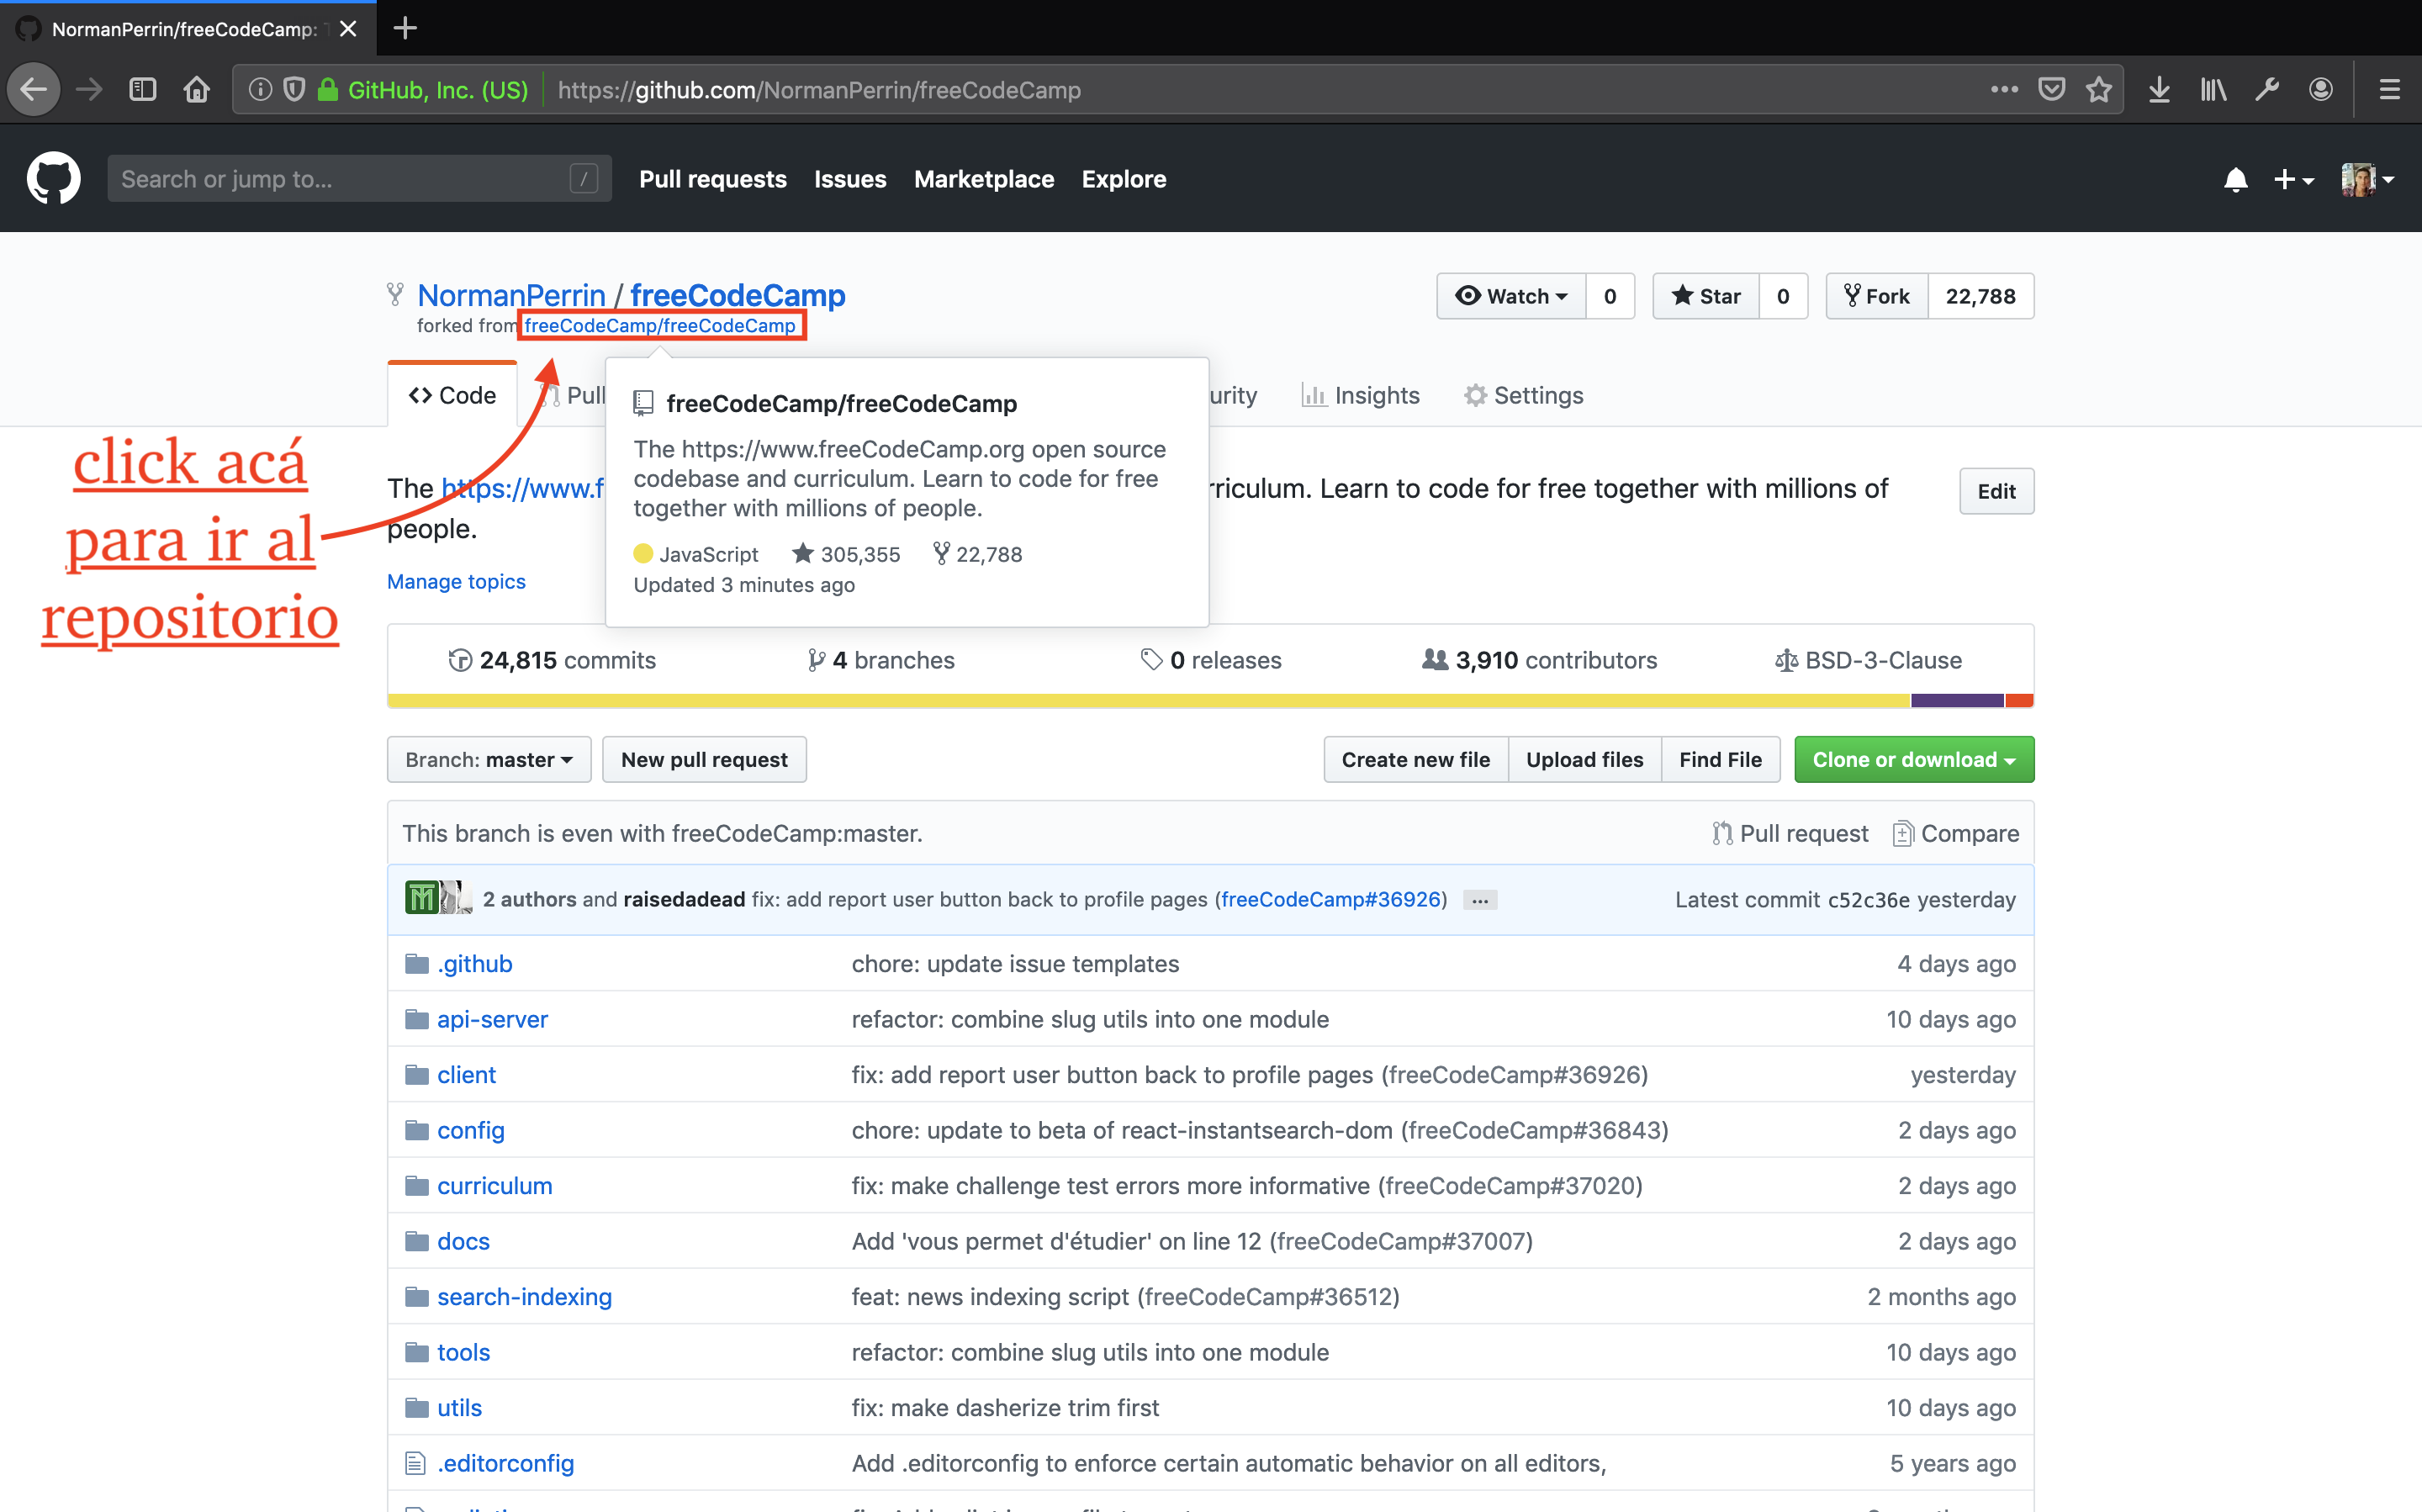 NormanPerrin/freeCodeCamp:
GitHub, Inc. (US) https://github.com/NormanPerrin/freeCodeCamp
Search or jump to... / Pull requests Issues Marketplace Explore
NormanPerrin / freeCodeCamp
Watch 0 Star 0 Fork 22,788
forked from freeCodeCamp/freeCodeCamp
Code Pull urity Insights Settings
freeCodeCamp/freeCodeCamp
The https://www.freeCodeCamp.org open source
codebase and curriculum. Learn to code for free
together with millions of people.
JavaScript 305,355 22,788
Updated 3 minutes ago
click acá
para ir al
repositorio
The https://www.f rriculum. Learn to code for free together with millions of
people.
Edit
Manage topics
24,815 commits 4 branches 0 releases 3,910 contributors BSD-3-Clause
Branch: master New pull request Create new file Upload files Find File Clone or download
This branch is even with freeCodeCamp:master. Pull request Compare
2 authors and raisedadead fix: add report user button back to profile pages (freeCodeCamp#36926) ... Latest commit c52c36e yesterday
.github chore: update issue templates 4 days ago
api-server refactor: combine slug utils into one module 10 days ago
client fix: add report user button back to profile pages (freeCodeCamp#36926) yesterday
config chore: update to beta of react-instantsearch-dom (freeCodeCamp#36843) 2 days ago
curriculum fix: make challenge test errors more informative (freeCodeCamp#37020) 2 days ago
docs Add 'vous permet d'étudier' on line 12 (freeCodeCamp#37007) 2 days ago
search-indexing feat: news indexing script (freeCodeCamp#36512) 2 months ago
tools refactor: combine slug utils into one module 10 days ago
utils fix: make dasherize trim first 10 days ago
.editorconfig Add .editorconfig to enforce certain automatic behavior on all editors, 5 years ago